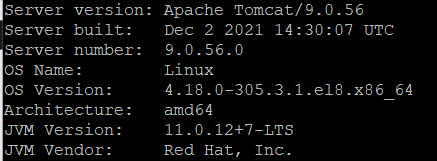 Server version: Apache Tomcat/9.0.56
Server built:   Dec 2 2021 14:30:07 UTC
Server number:  9.0.56.0
OS Name:        Linux
OS Version:     4.18.0-305.3.1.el8.x86_64
Architecture:   amd64
JVM Version:    11.0.12+7-LTS
JVM Vendor:     Red Hat, Inc.